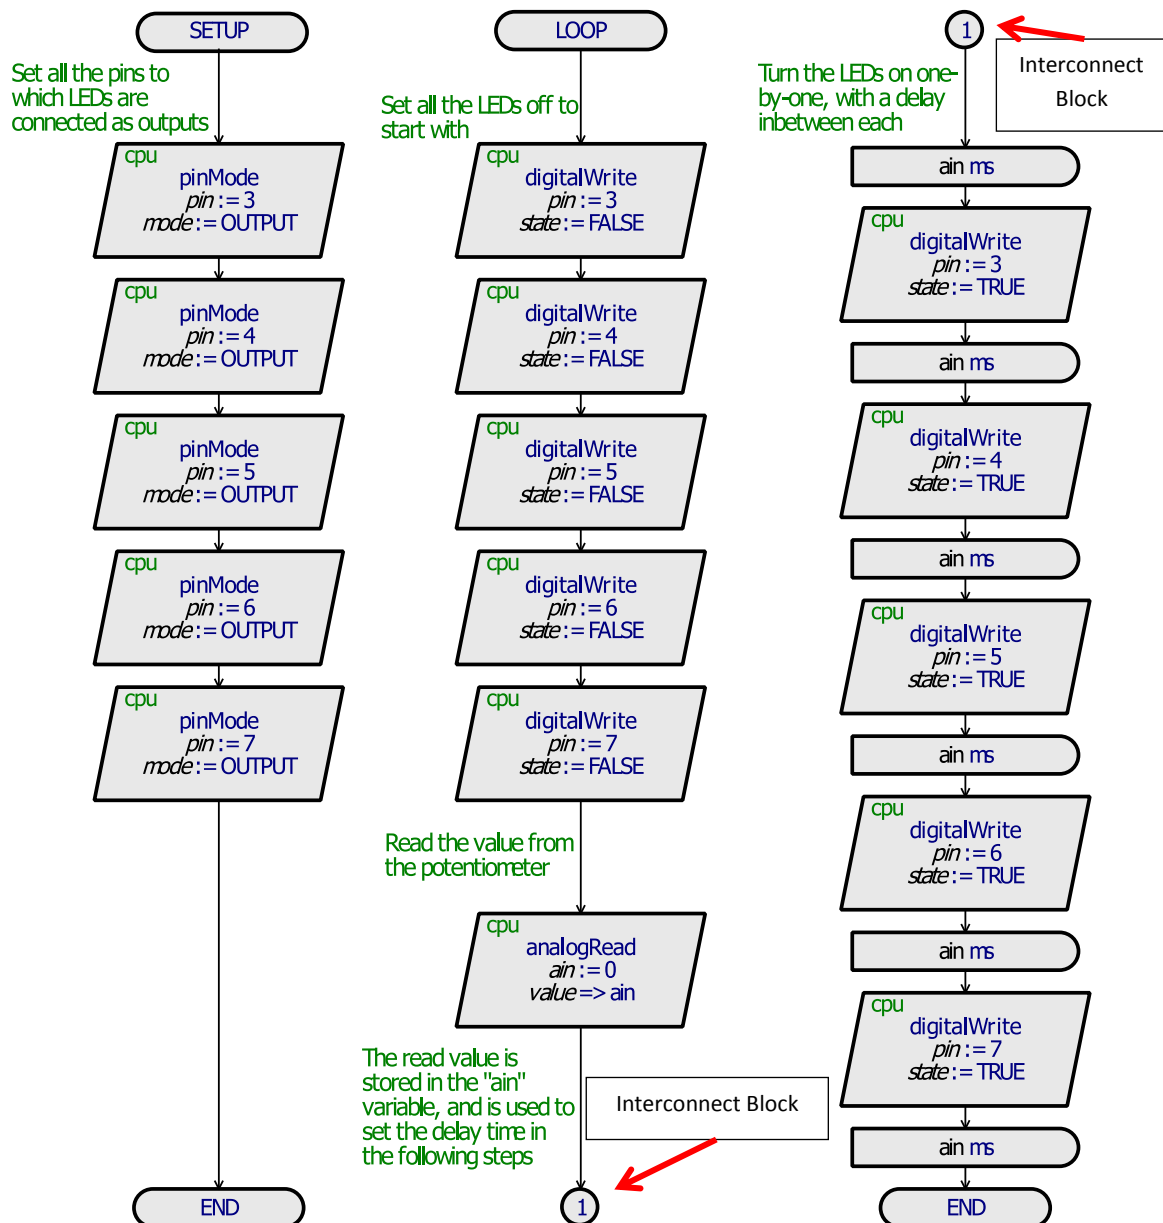 SETUP
Set all the pins to
which LEDs are
connected as outputs
cpu
pinMode
pin := 3
mode := OUTPUT
cpu
pinMode
pin := 4
mode := OUTPUT
cpu
pinMode
pin := 5
mode := OUTPUT
cpu
pinMode
pin := 6
mode := OUTPUT
cpu
pinMode
pin := 7
mode := OUTPUT
END
LOOP
Set all the LEDs off to
start with
cpu
digitalWrite
pin := 3
state := FALSE
cpu
digitalWrite
pin := 4
state := FALSE
cpu
digitalWrite
pin := 5
state := FALSE
cpu
digitalWrite
pin := 6
state := FALSE
cpu
digitalWrite
pin := 7
state := FALSE
Read the value from
the potentiometer
cpu
analogRead
ain := 0
value => ain
The read value is
stored in the "ain"
variable, and is used to
set the delay time in
the following steps
Interconnect Block
1
1
Interconnect
Block
Turn the LEDs on one-
by-one, with a delay
inbetween each
ain ms
cpu
digitalWrite
pin := 3
state := TRUE
ain ms
cpu
digitalWrite
pin := 4
state := TRUE
ain ms
cpu
digitalWrite
pin := 5
state := TRUE
ain ms
cpu
digitalWrite
pin := 6
state := TRUE
ain ms
cpu
digitalWrite
pin := 7
state := TRUE
ain ms
END